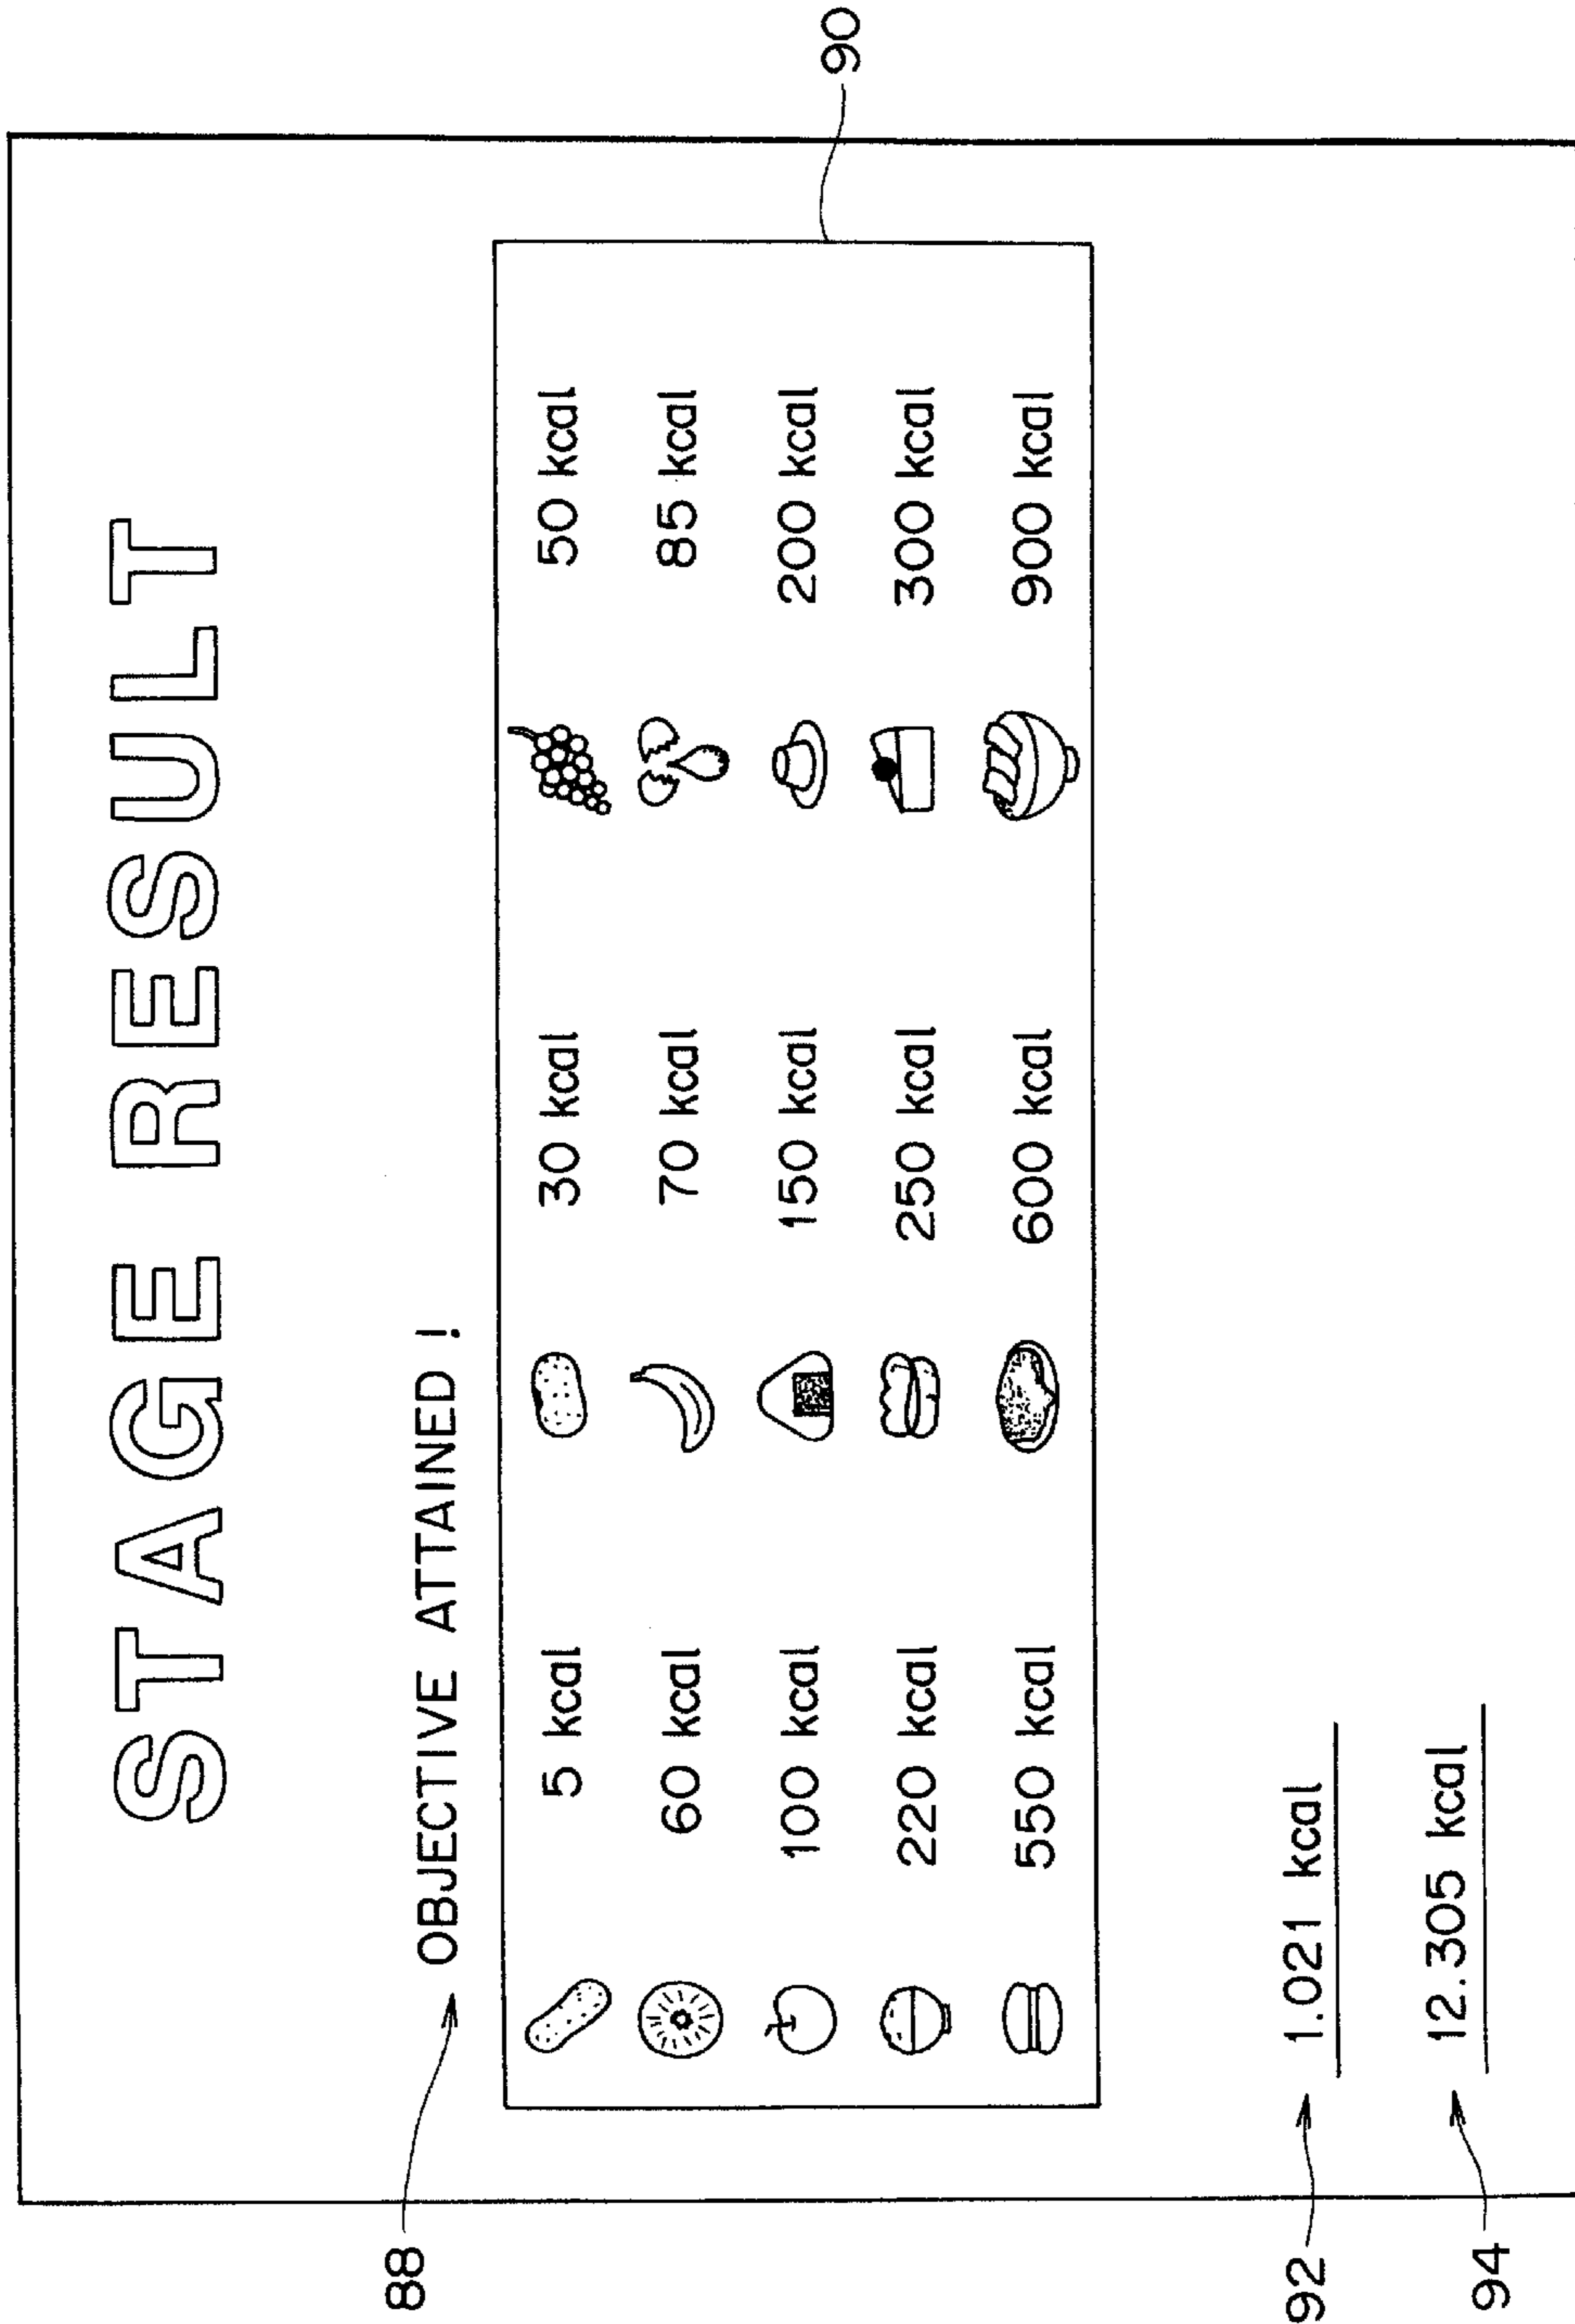 STAGE RESULT
88
OBJECTIVE ATTAINED !
5 kcal 30 kcal 50 kcal
60 kcal 70 kcal 85 kcal
90
100 kcal 150 kcal 200 kcal
220 kcal 250 kcal 300 kcal
550 kcal 600 kcal 900 kcal
92 1.021 kcal
94 12.305 kcal